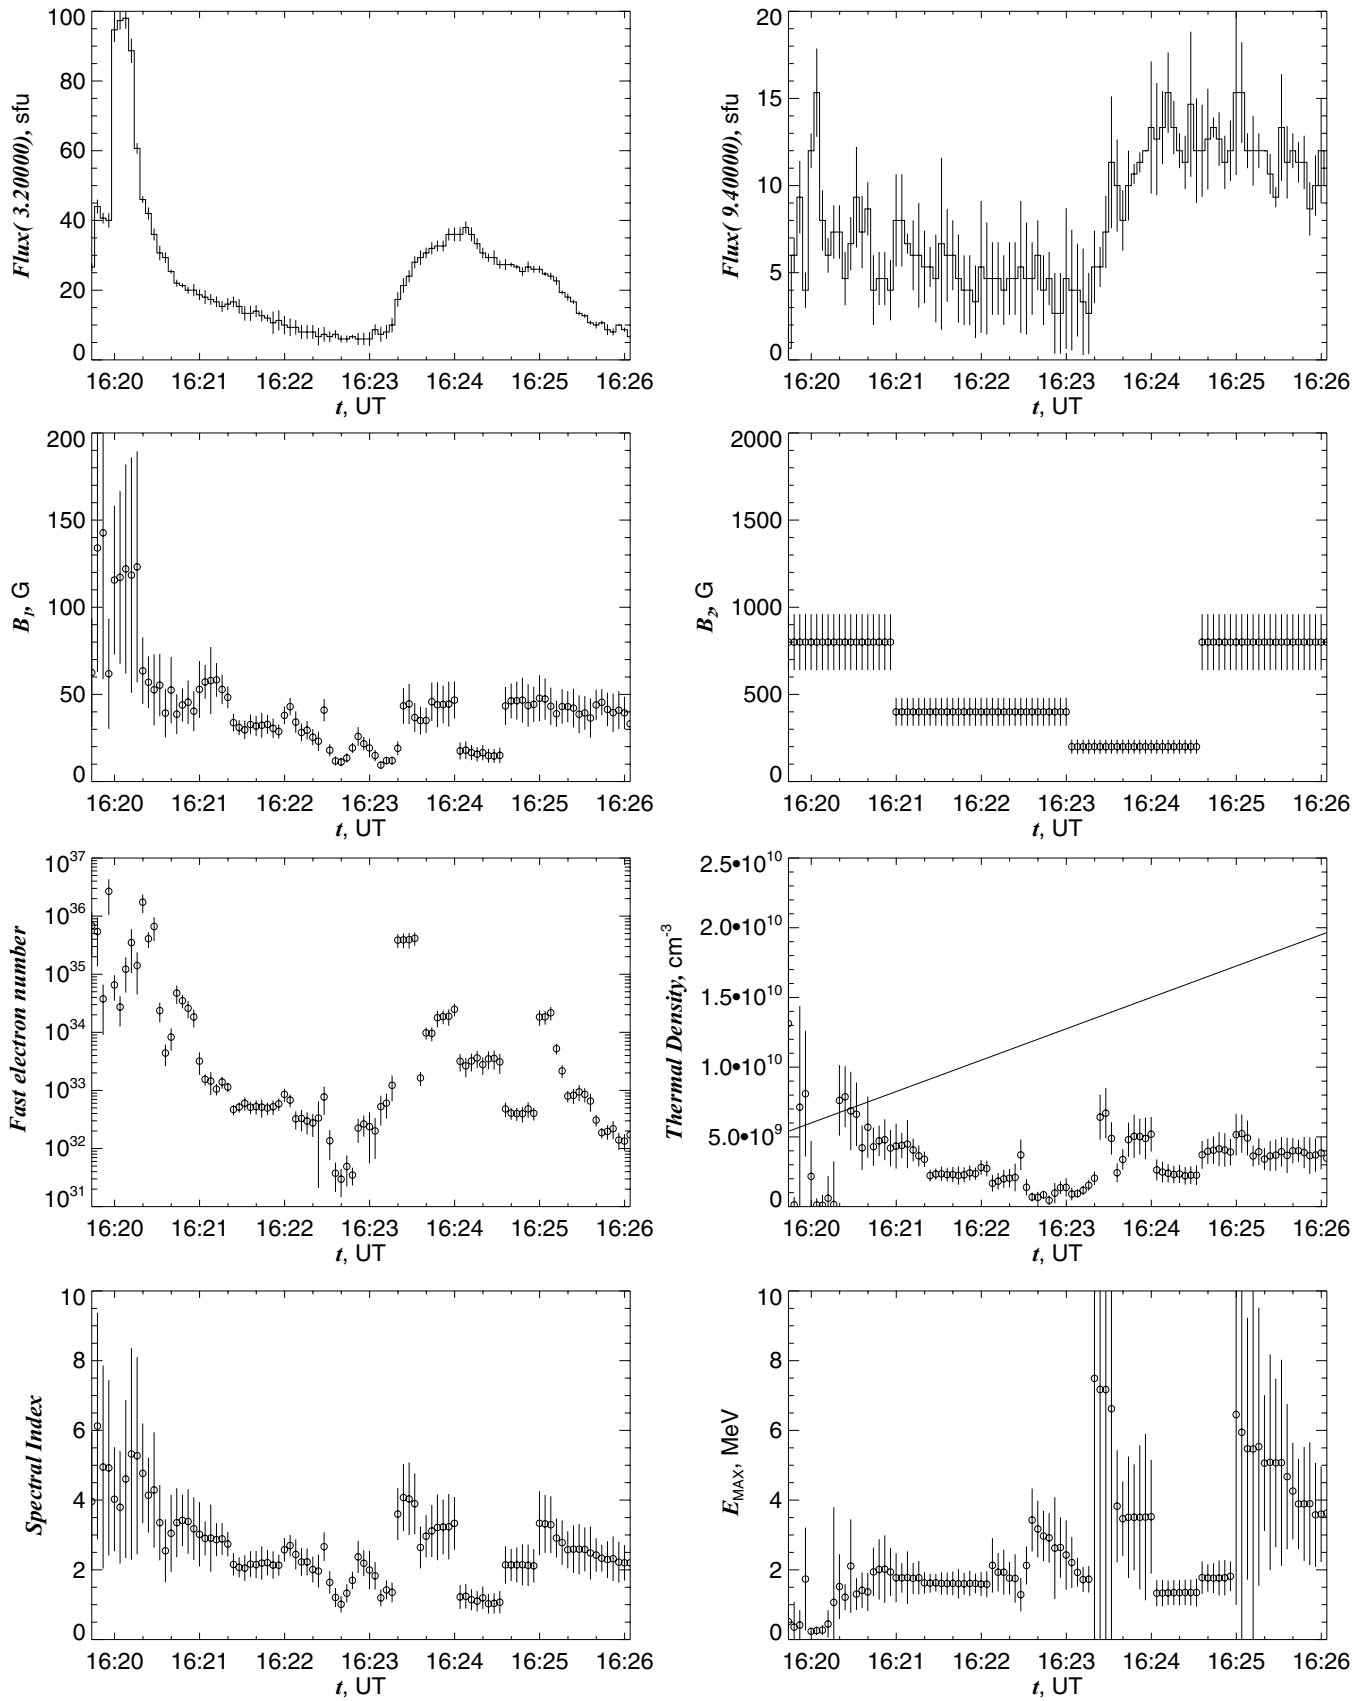 Flux( 3.20000), sfu
100
80
60
40
20
0
16:20 16:21 16:22 16:23 16:24 16:25 16:26
t, UT
Flux( 9.40000), sfu
20
15
10
5
0
16:20 16:21 16:22 16:23 16:24 16:25 16:26
t, UT
B1, G
200
150
100
50
0
16:20 16:21 16:22 16:23 16:24 16:25 16:26
t, UT
B2, G
2000
1500
1000
500
0
16:20 16:21 16:22 16:23 16:24 16:25 16:26
t, UT
Fast electron number
10^37
10^36
10^35
10^34
10^33
10^32
10^31
16:20 16:21 16:22 16:23 16:24 16:25 16:26
t, UT
Thermal Density, cm^-3
2.5•10^10
2.0•10^10
1.5•10^10
1.0•10^10
5.0•10^9
0
16:20 16:21 16:22 16:23 16:24 16:25 16:26
t, UT
Spectral Index
10
8
6
4
2
0
16:20 16:21 16:22 16:23 16:24 16:25 16:26
t, UT
E_MAX, MeV
10
8
6
4
2
0
16:20 16:21 16:22 16:23 16:24 16:25 16:26
t, UT